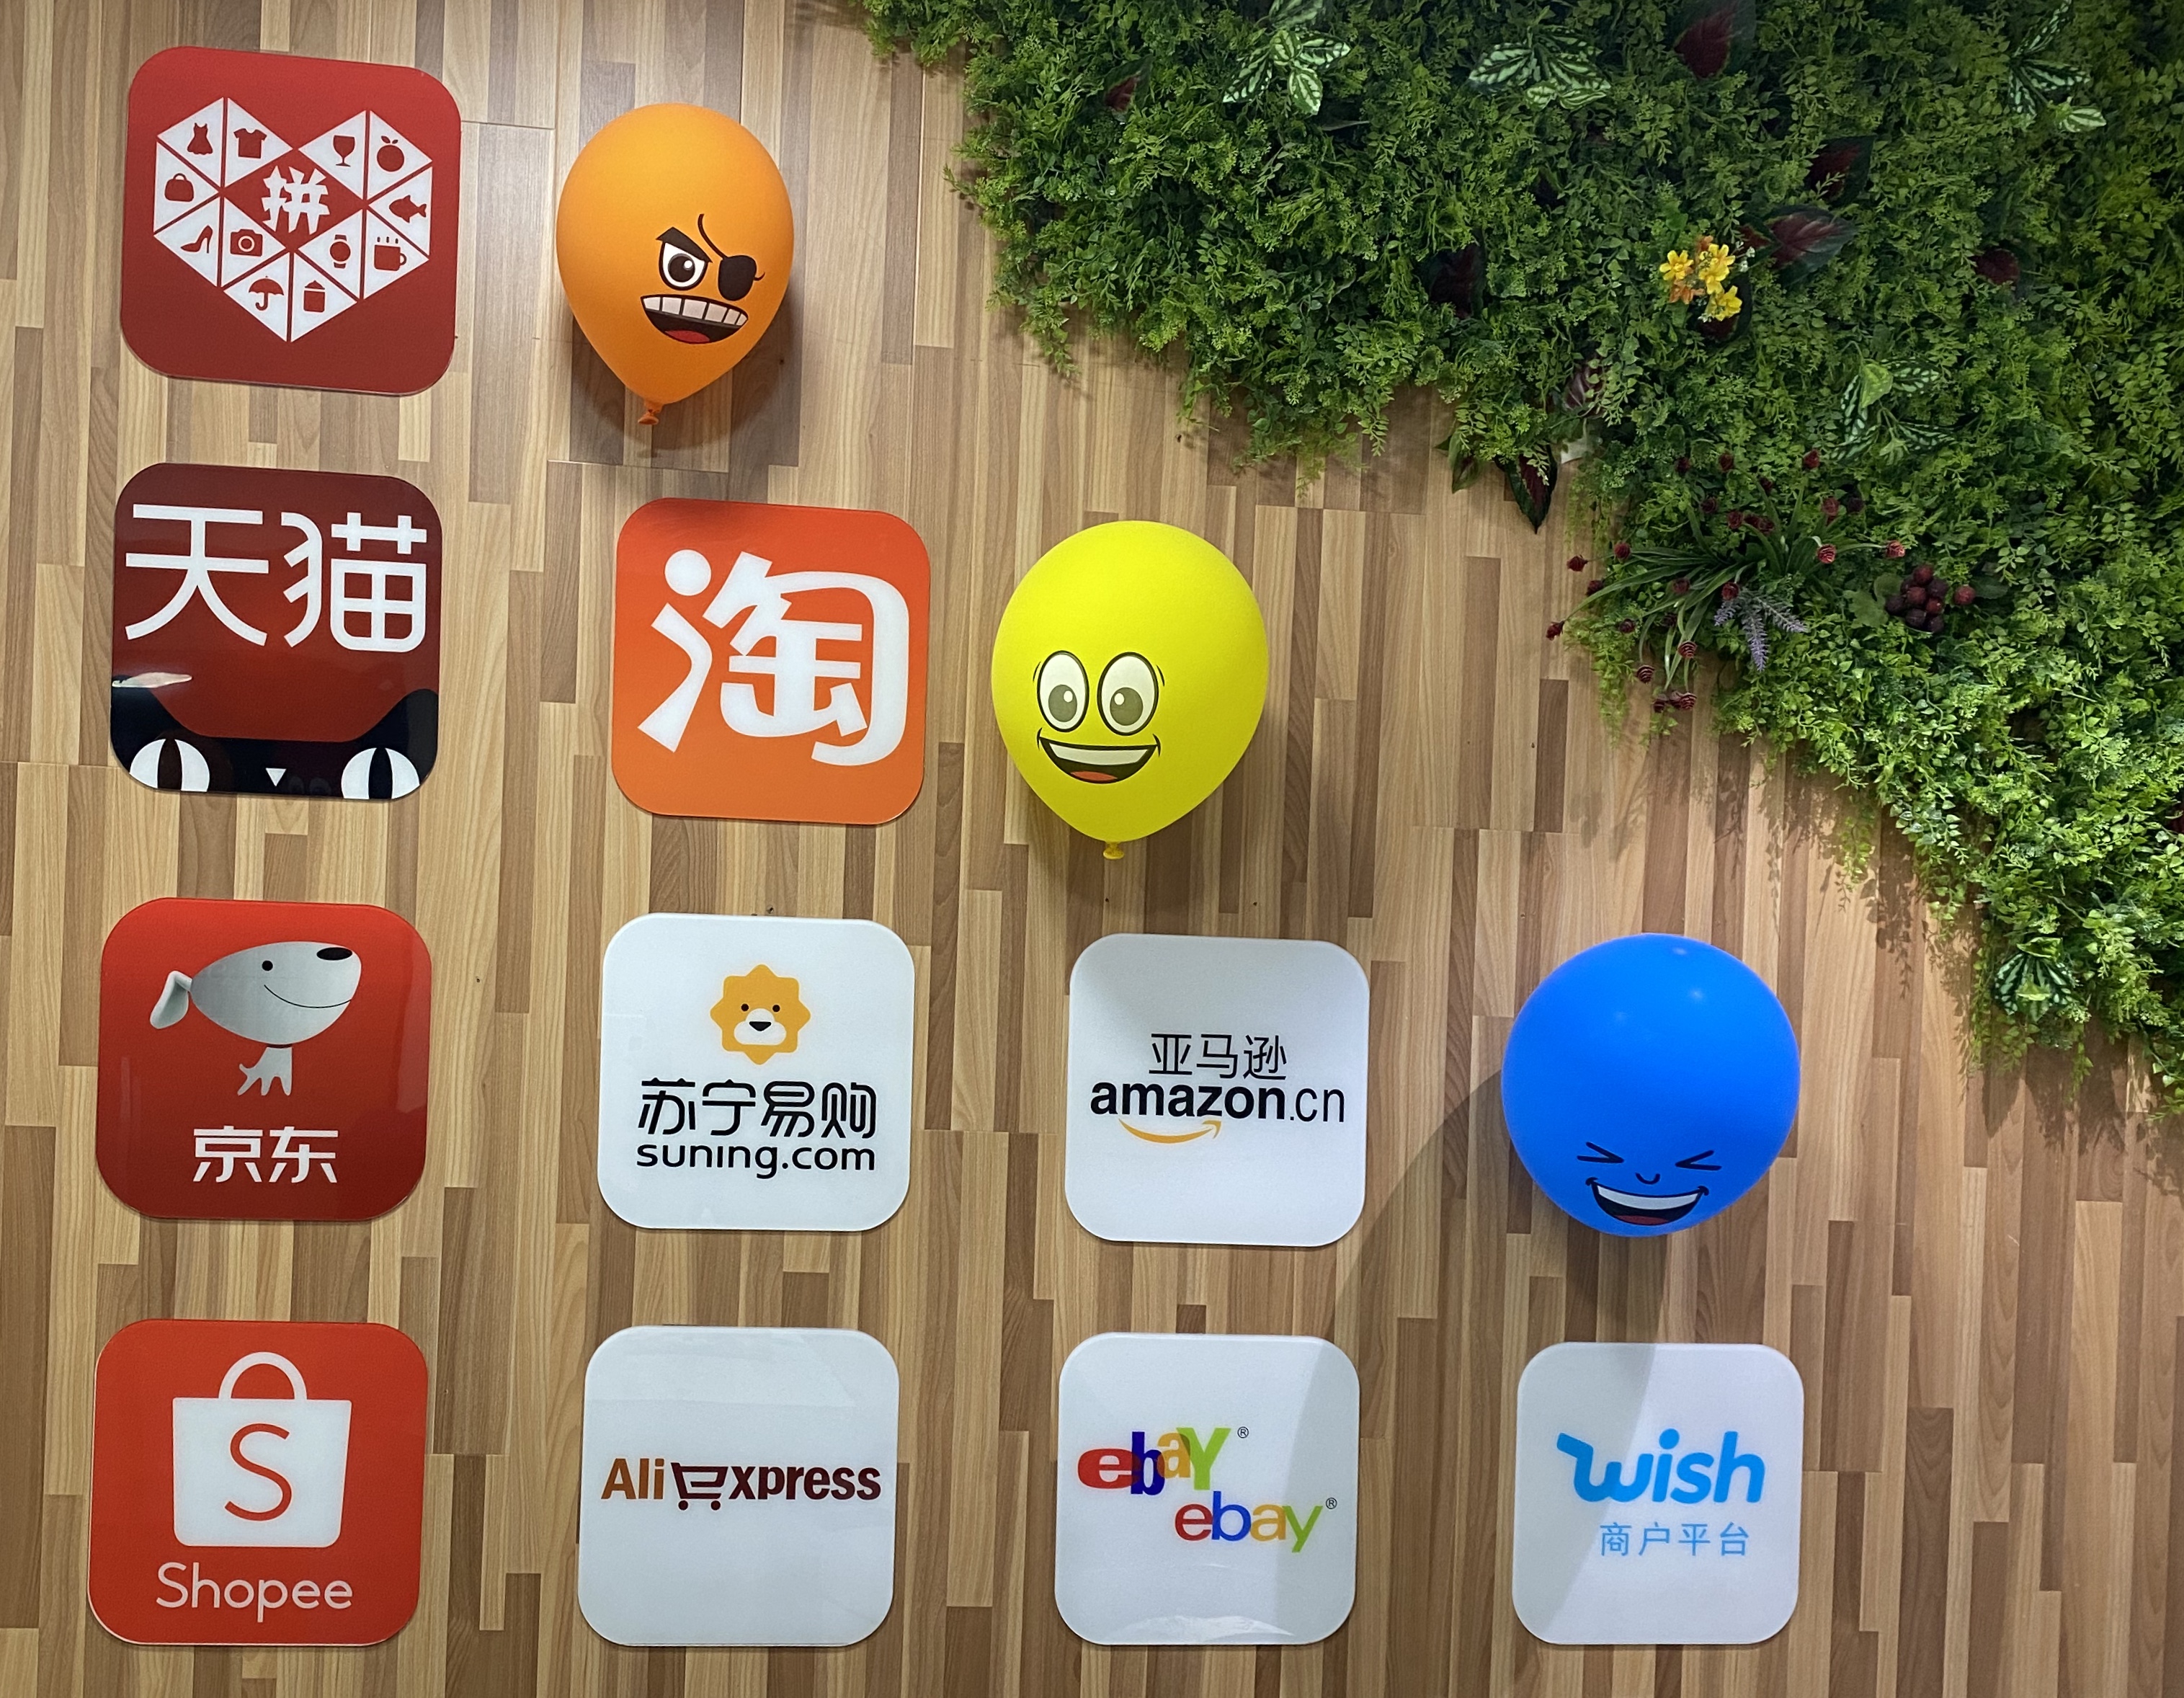 拼
天猫
淘
京东
苏宁易购
suning.com
亚马逊
amazon.cn
Shopee
AliExpress
ebaY®
ebay®
wish
商户平台